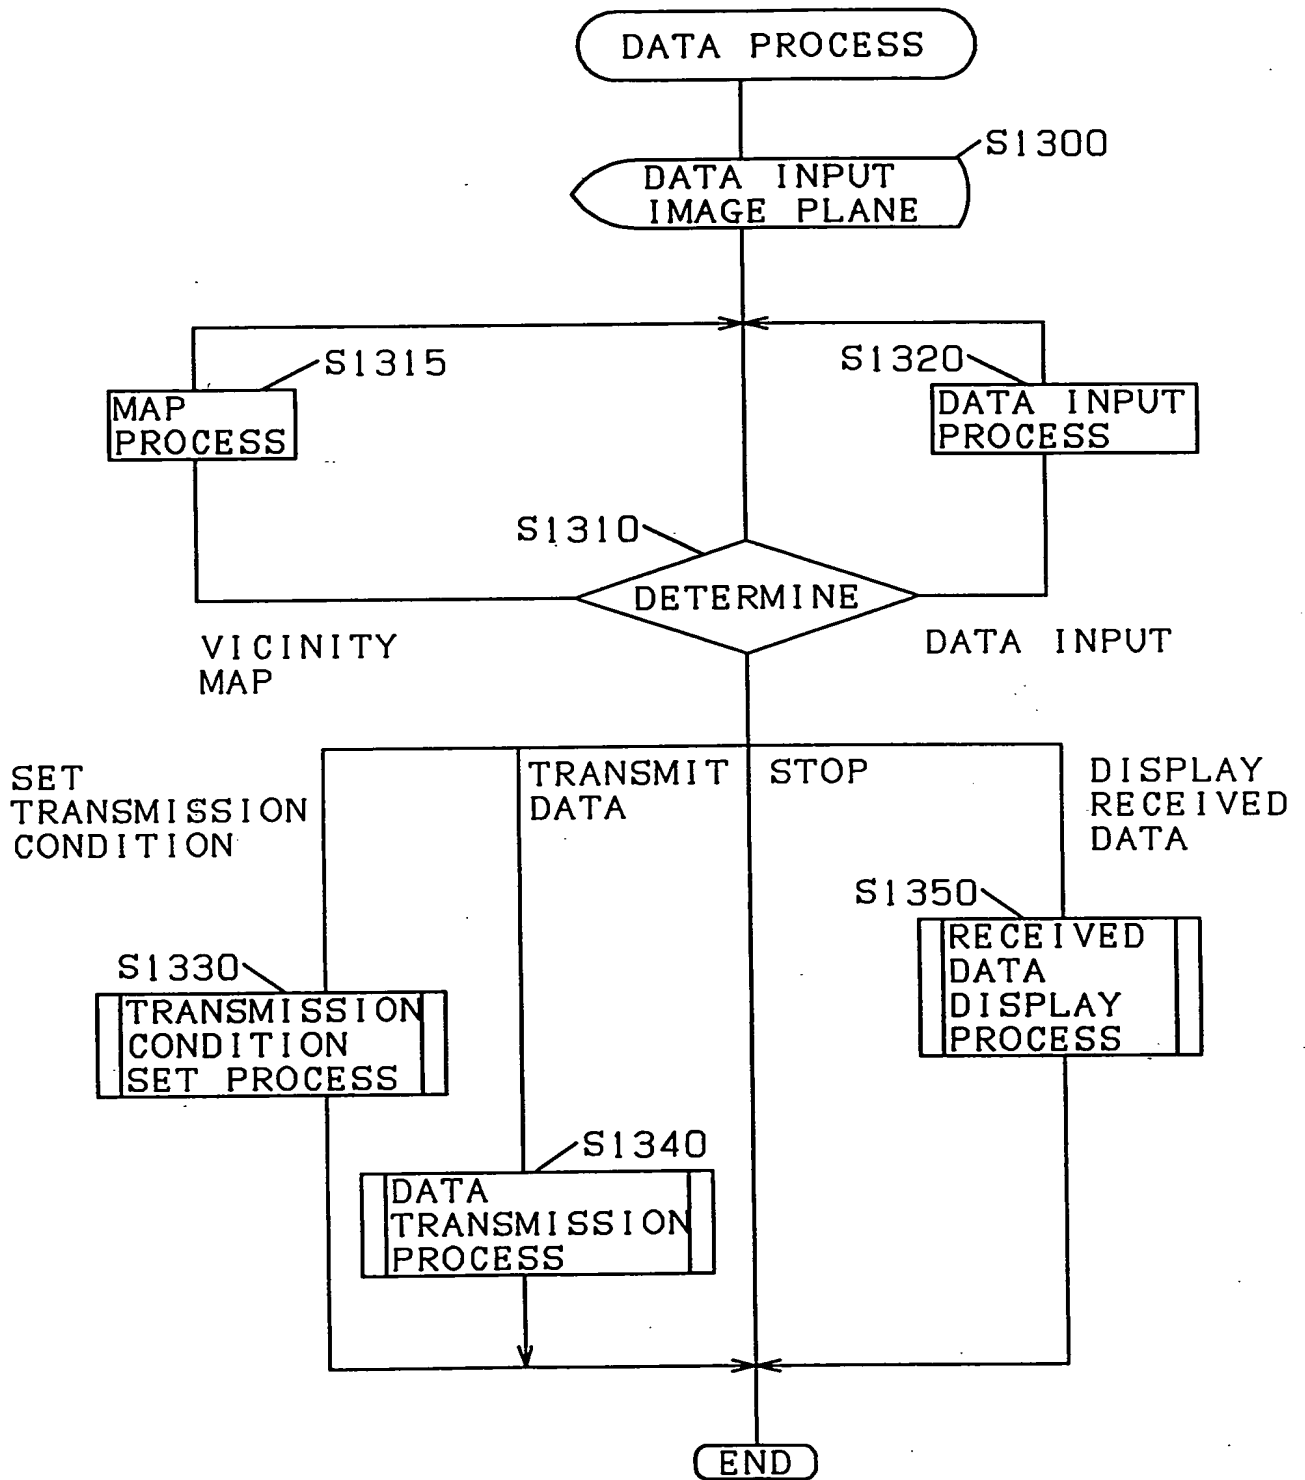 DATA PROCESS
S1300
DATA INPUT
IMAGE PLANE
S1315
S1320
MAP
PROCESS
DATA INPUT
PROCESS
S1310
DETERMINE
VICINITY
MAP
DATA INPUT
SET
TRANSMISSION
CONDITION
TRANSMIT
DATA
STOP
DISPLAY
RECEIVED
DATA
S1350
RECEIVED
DATA
DISPLAY
PROCESS
S1330
TRANSMISSION
CONDITION
SET PROCESS
S1340
DATA
TRANSMISSION
PROCESS
END